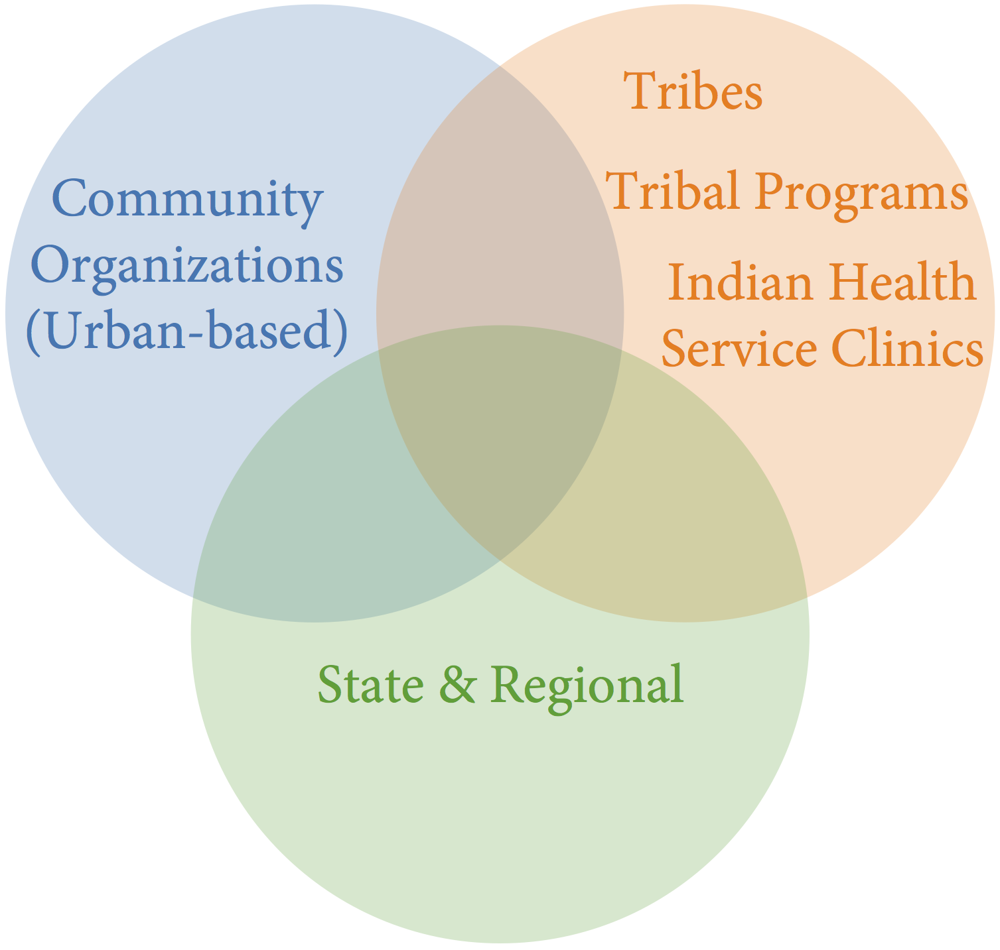 Community
Organizations
(Urban-based)
Tribes
Tribal Programs
Indian Health
Service Clinics
State & Regional